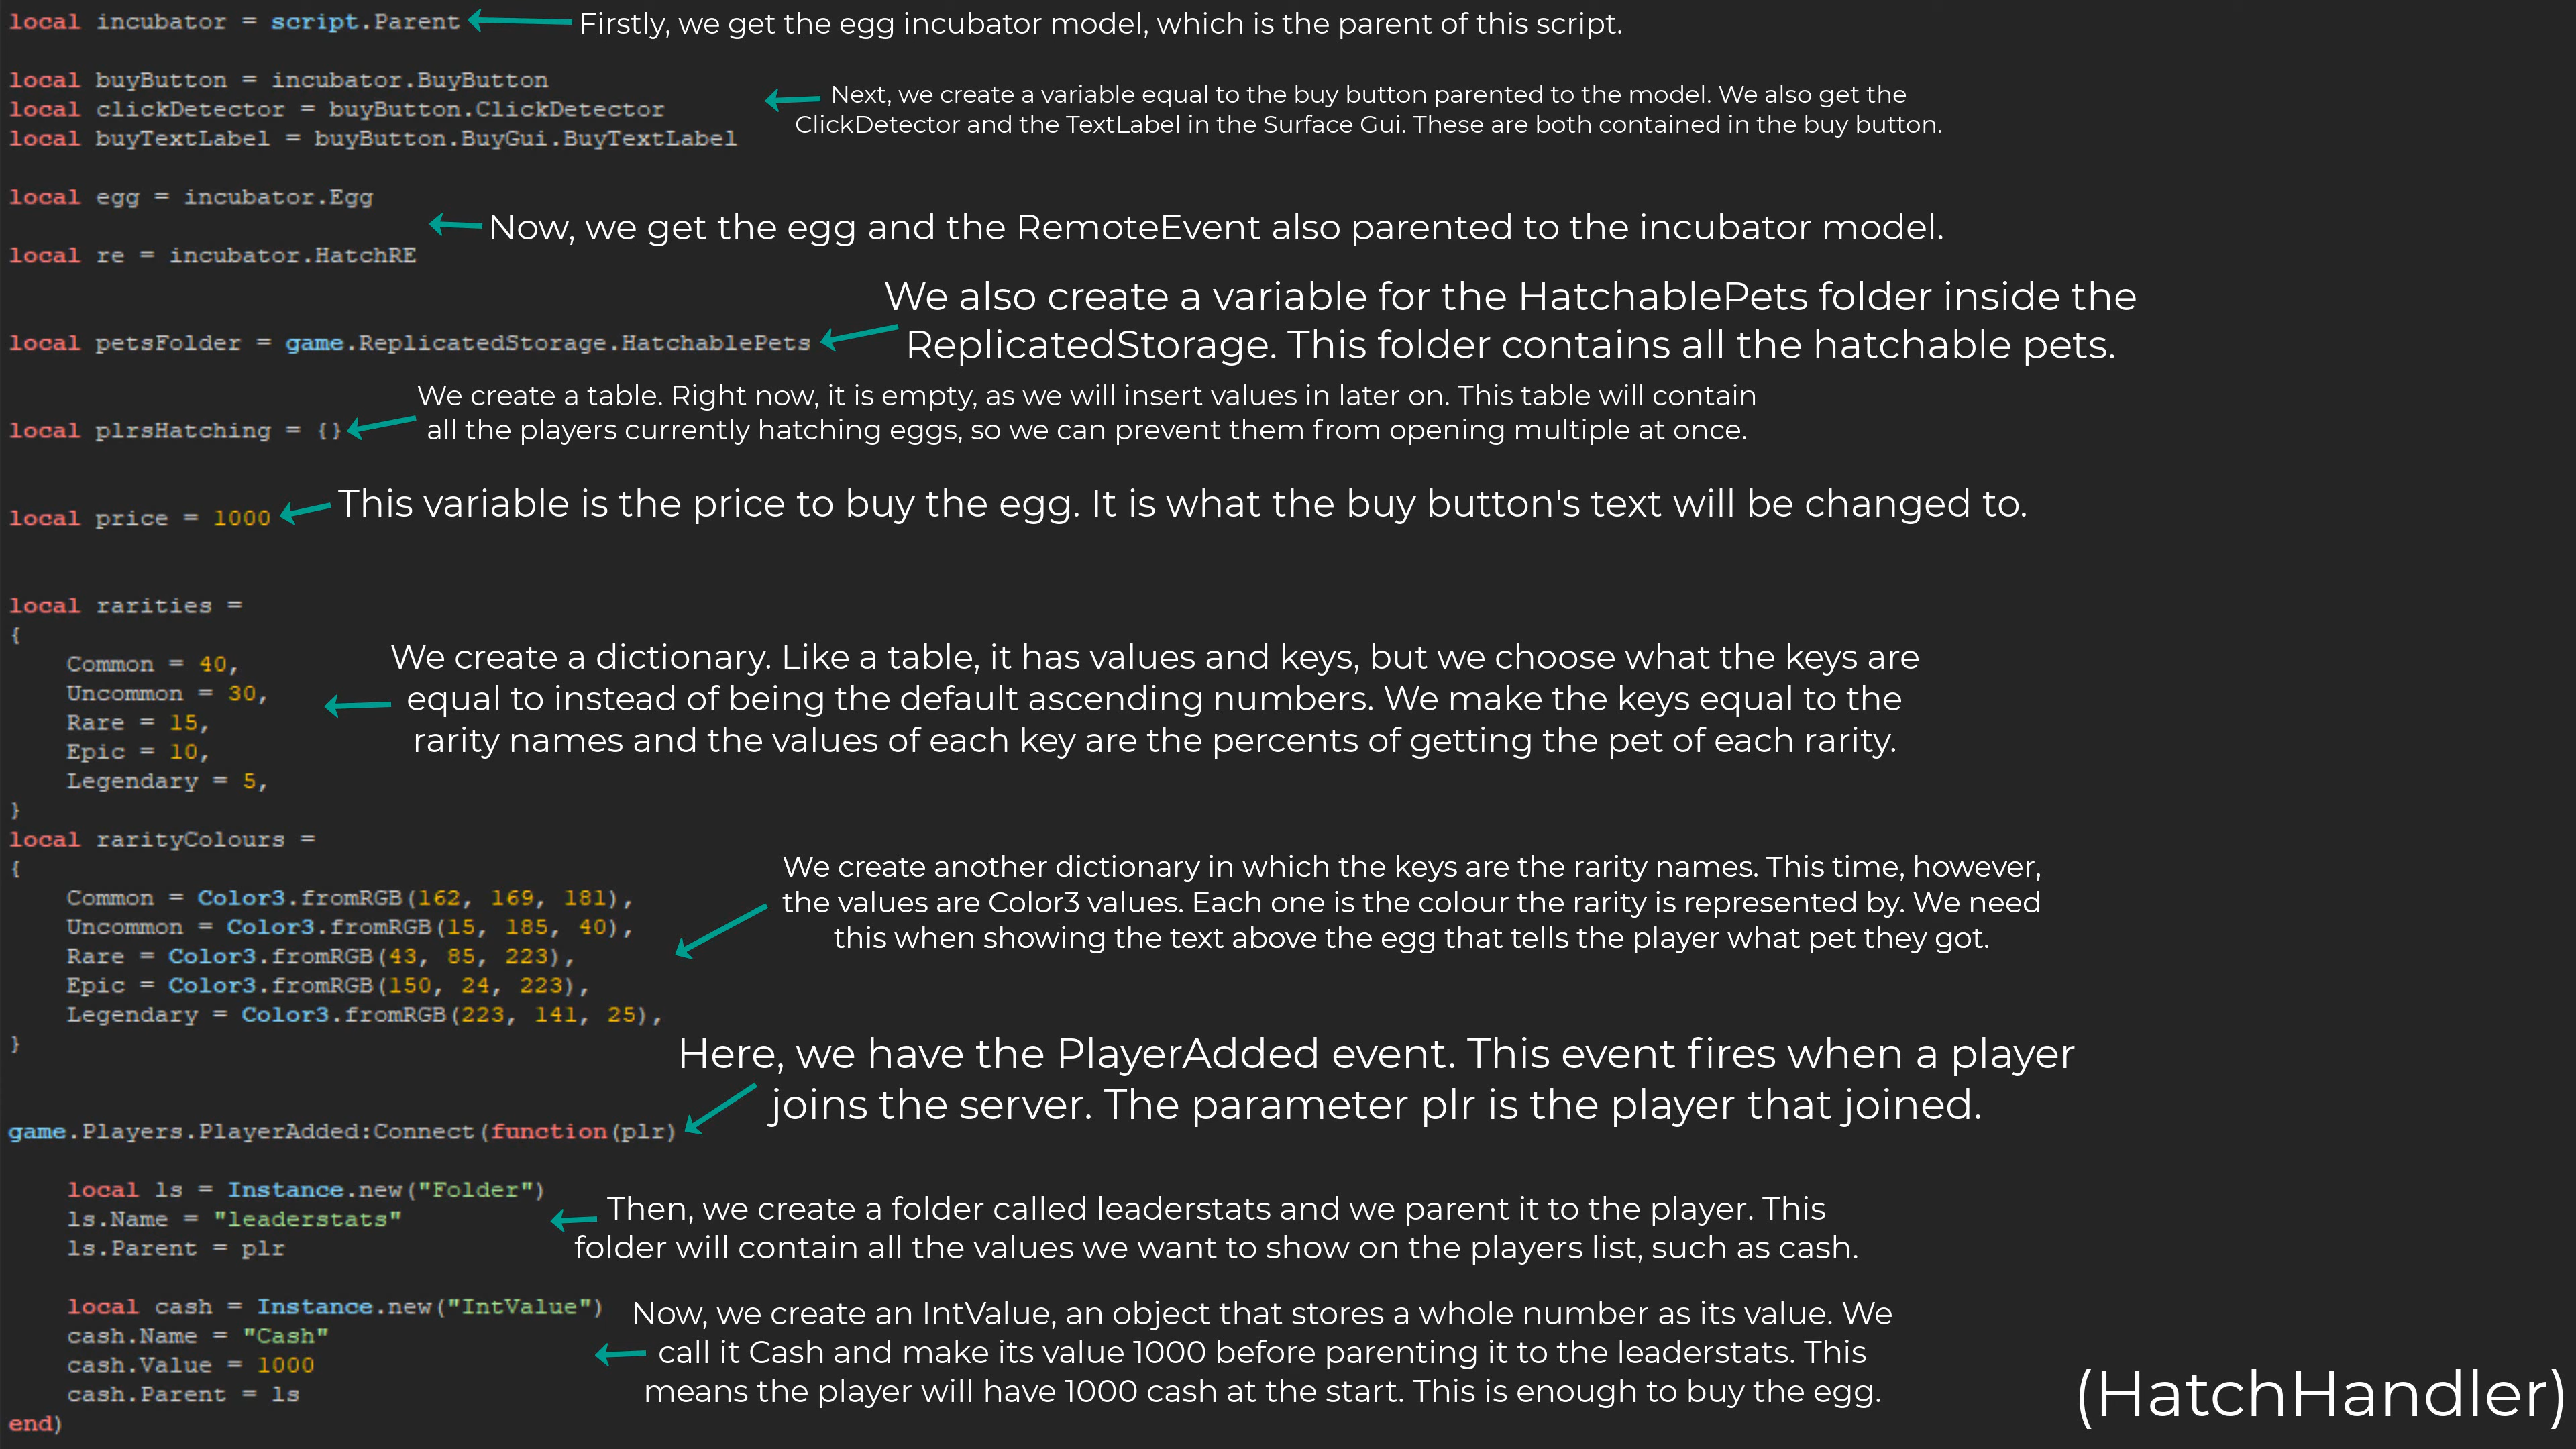 local incubator = script.Parent
Firstly, we get the egg incubator model, which is the parent of this script.
local buyButton = incubator.BuyButton
local clickDetector = buyButton.ClickDetector
local buyTextLabel = buyButton.BuyGui.BuyTextLabel
Next, we create a variable equal to the buy button parented to the model. We also get the
ClickDetector and the TextLabel in the Surface Gui. These are both contained in the buy button.
local egg = incubator.Egg
local re = incubator.HatchRE
Now, we get the egg and the RemoteEvent also parented to the incubator model.
local petsFolder = game.ReplicatedStorage.HatchablePets
We also create a variable for the HatchablePets folder inside the
ReplicatedStorage. This folder contains all the hatchable pets.
local plrsHatching = {}
We create a table. Right now, it is empty, as we will insert values in later on. This table will contain
all the players currently hatching eggs, so we can prevent them from opening multiple at once.
local price = 1000
This variable is the price to buy the egg. It is what the buy button's text will be changed to.
local rarities =
{
Common = 40,
Uncommon = 30,
Rare = 15,
Epic = 10,
Legendary = 5,
}
We create a dictionary. Like a table, it has values and keys, but we choose what the keys are
equal to instead of being the default ascending numbers. We make the keys equal to the
rarity names and the values of each key are the percents of getting the pet of each rarity.
local rarityColours =
{
Common = Color3.fromRGB(162, 169, 181),
Uncommon = Color3.fromRGB(15, 185, 40),
Rare = Color3.fromRGB(43, 85, 223),
Epic = Color3.fromRGB(150, 24, 223),
Legendary = Color3.fromRGB(223, 141, 25),
}
We create another dictionary in which the keys are the rarity names. This time, however,
the values are Color3 values. Each one is the colour the rarity is represented by. We need
this when showing the text above the egg that tells the player what pet they got.
game.Players.PlayerAdded:Connect(function(plr)
Here, we have the PlayerAdded event. This event fires when a player
joins the server. The parameter plr is the player that joined.
local ls = Instance.new("Folder")
ls.Name = "leaderstats"
ls.Parent = plr
Then, we create a folder called leaderstats and we parent it to the player. This
folder will contain all the values we want to show on the players list, such as cash.
local cash = Instance.new("IntValue")
cash.Name = "Cash"
cash.Value = 1000
cash.Parent = ls
end)
Now, we create an IntValue, an object that stores a whole number as its value. We
call it Cash and make its value 1000 before parenting it to the leaderstats. This
means the player will have 1000 cash at the start. This is enough to buy the egg.
(HatchHandler)